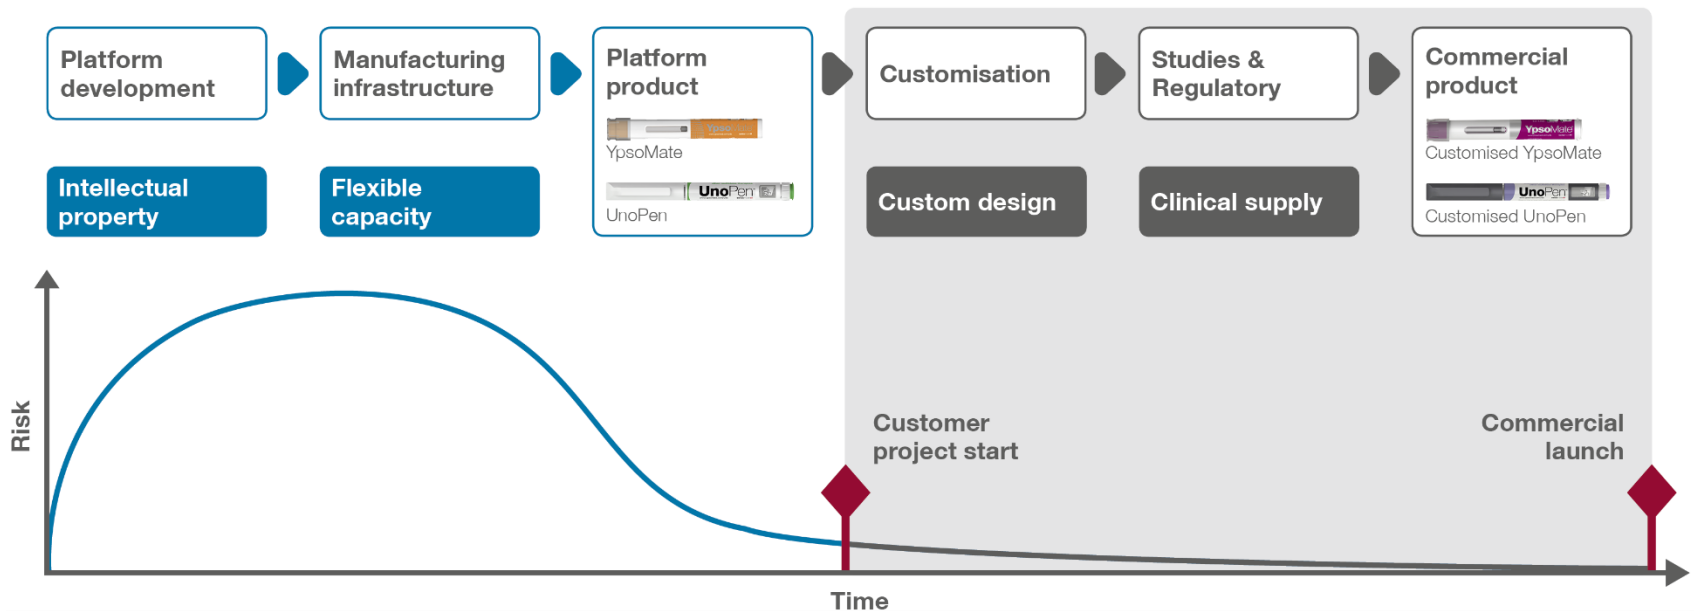 Platform
development
Manufacturing
infrastructure
Platform
product
YpsoMate
UnoPen
UnoPen
Customisation
Studies &
Regulatory
Commercial
product
YpsoMate
Customised YpsoMate
UnoPen
Customised UnoPen
Intellectual
property
Flexible
capacity
Custom design
Clinical supply
Risk
Customer
project start
Commercial
launch
Time